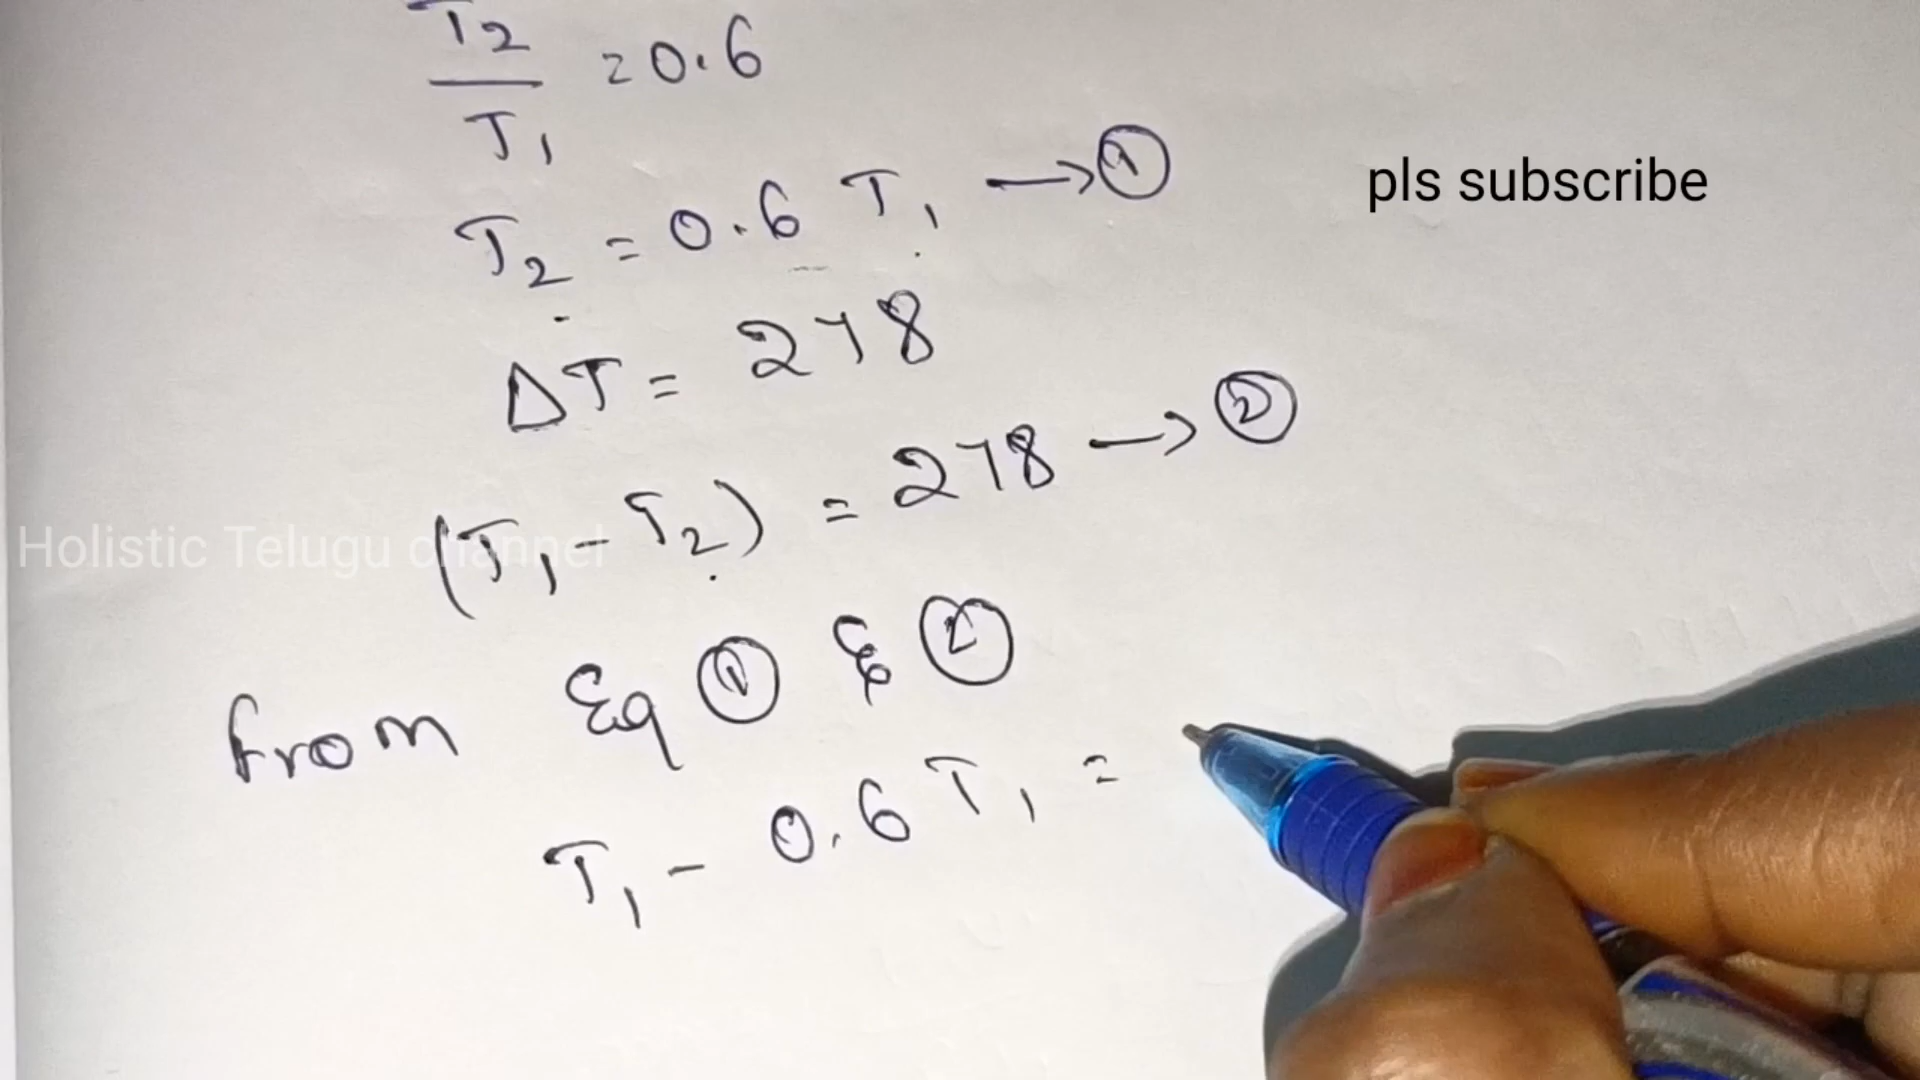 T2
—
T1 = 0.6
T2 = 0.6 T1 → ①
pls subscribe
ΔT = 278
(T1 - T2) = 278 → ②
Holistic Telugu channel
from Eq ① & ②
T1 - 0.6 T1 =